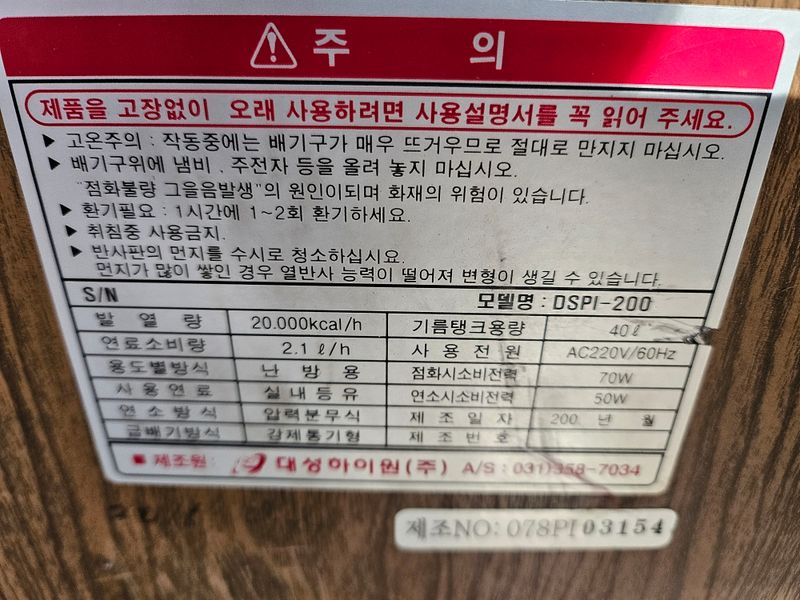 주 의
제품을 고장없이 오래 사용하려면 사용설명서를 꼭 읽어 주세요.
▶ 고온주의 : 작동중에는 배기구가 매우 뜨거우므로 절대로 만지지 마십시오.
▶ 배기구위에 냄비 . 주전자 등을 올려 놓지 마십시오.
"점화불량 그을음발생"의 원인이되며 화재의 위험이 있습니다.
▶ 환기필요 : 1시간에 1~2회 환기하세요.
▶ 취침중 사용금지.
▶ 반사판의 먼지를 수시로 청소하십시요.
먼지가 많이 쌓인 경우 열반사 능력이 떨어져 변형이 생길 수 있습니다.
S/N 모델명 : DSPI-200
발 열 량 20.000kcal/h 기름탱크용량 40ℓ
연료소비량 2.1 ℓ/h 사 용 전 원 AC220V/60Hz
용도별방식 난 방 용 점화시소비전력 70W
사 용 연 료 실 내 등 유 연소시소비전력 50W
연 소 방 식 압력분무식 제 조 일 자 200 년 월
급배기방식 강제통기형 제 조 번 호
■ 제조원 : 대성하이원(주) A/S : 031)358-7034
제조NO: 078PI 03154